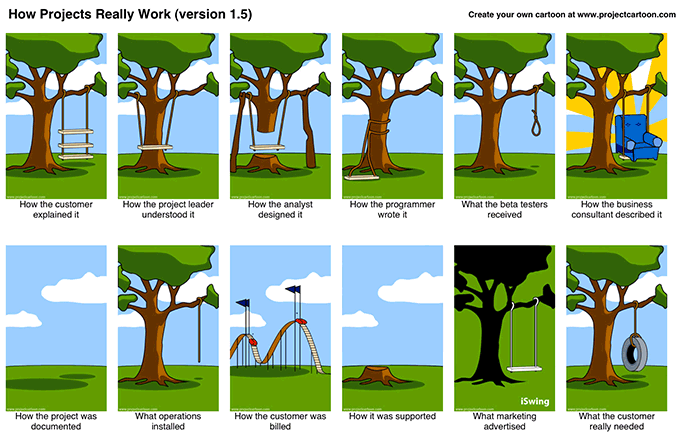 How Projects Really Work (version 1.5)
Create your own cartoon at www.projectcartoon.com
How the customer
explained it
How the project leader
understood it
How the analyst
designed it
How the programmer
wrote it
What the beta testers
received
How the business
consultant described it
How the project was
documented
What operations
installed
How the customer was
billed
How it was supported
iSwing
What marketing
advertised
What the customer
really needed